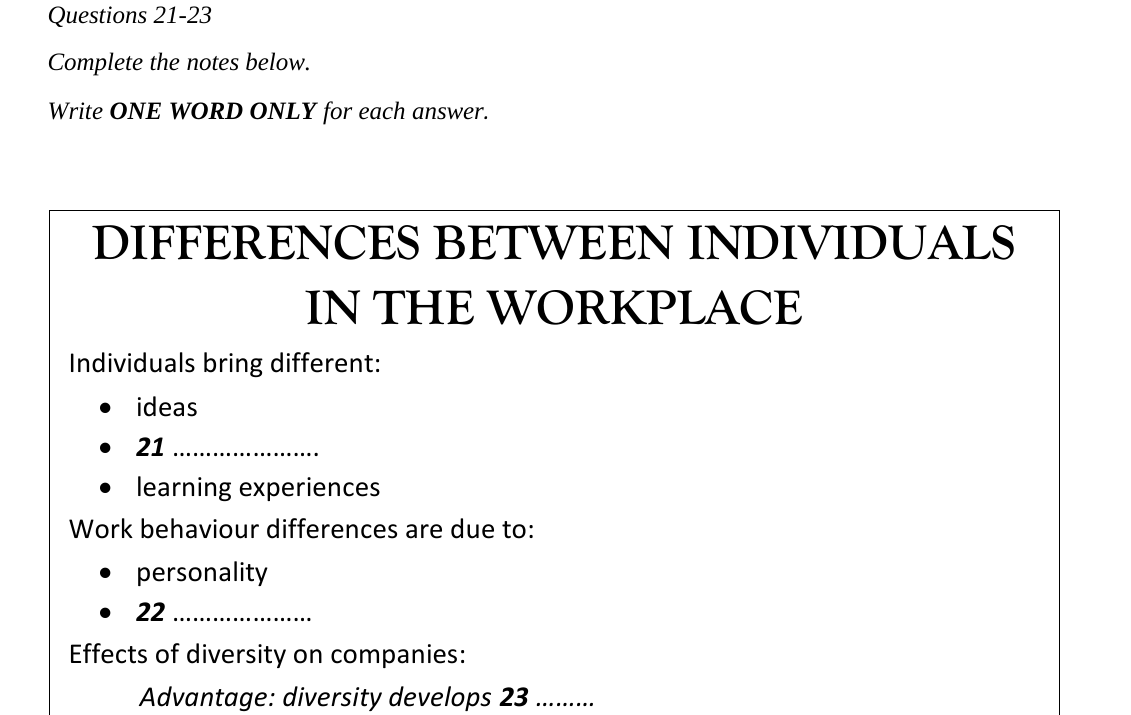 Questions 21-23
Complete the notes below.
Write ONE WORD ONLY for each answer.
DIFFERENCES BETWEEN INDIVIDUALS
IN THE WORKPLACE
Individuals bring different:
• ideas
• 21 ………………….
• learning experiences
Work behaviour differences are due to:
• personality
• 22 …………………
Effects of diversity on companies:
Advantage: diversity develops 23 ………